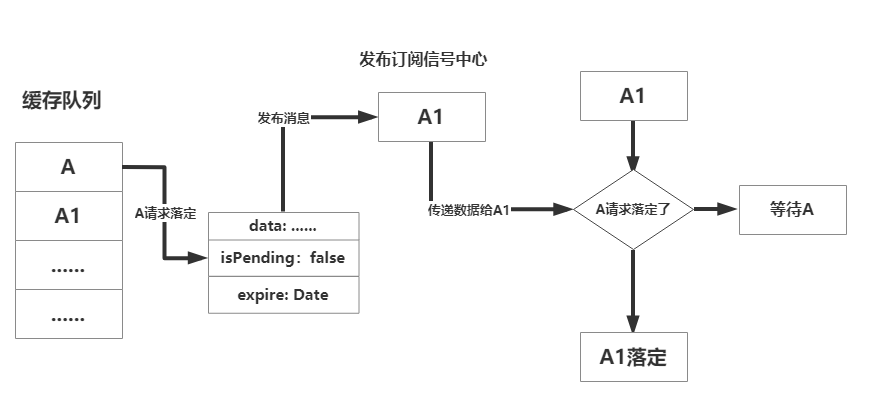 缓存队列
A
A1
......
......
A请求落定
data: ......
isPending：false
expire: Date
发布消息
发布订阅信号中心
A1
传递数据给A1
A1
A请求落定了
等待A
A1落定